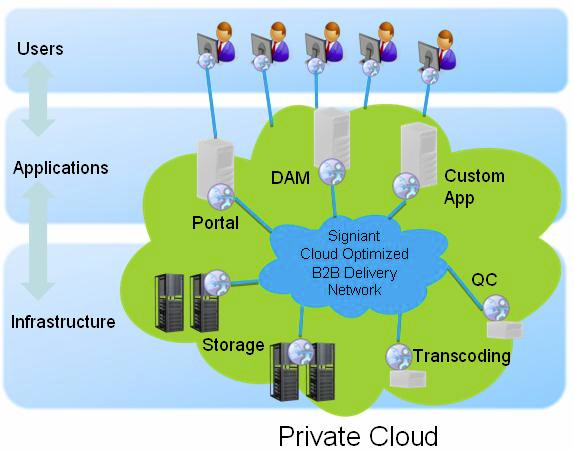 Users
Applications
DAM
Custom
App
Portal
Signiant
Cloud Optimized
B2B Delivery
Network
QC
Infrastructure
Storage
Transcoding
Private Cloud